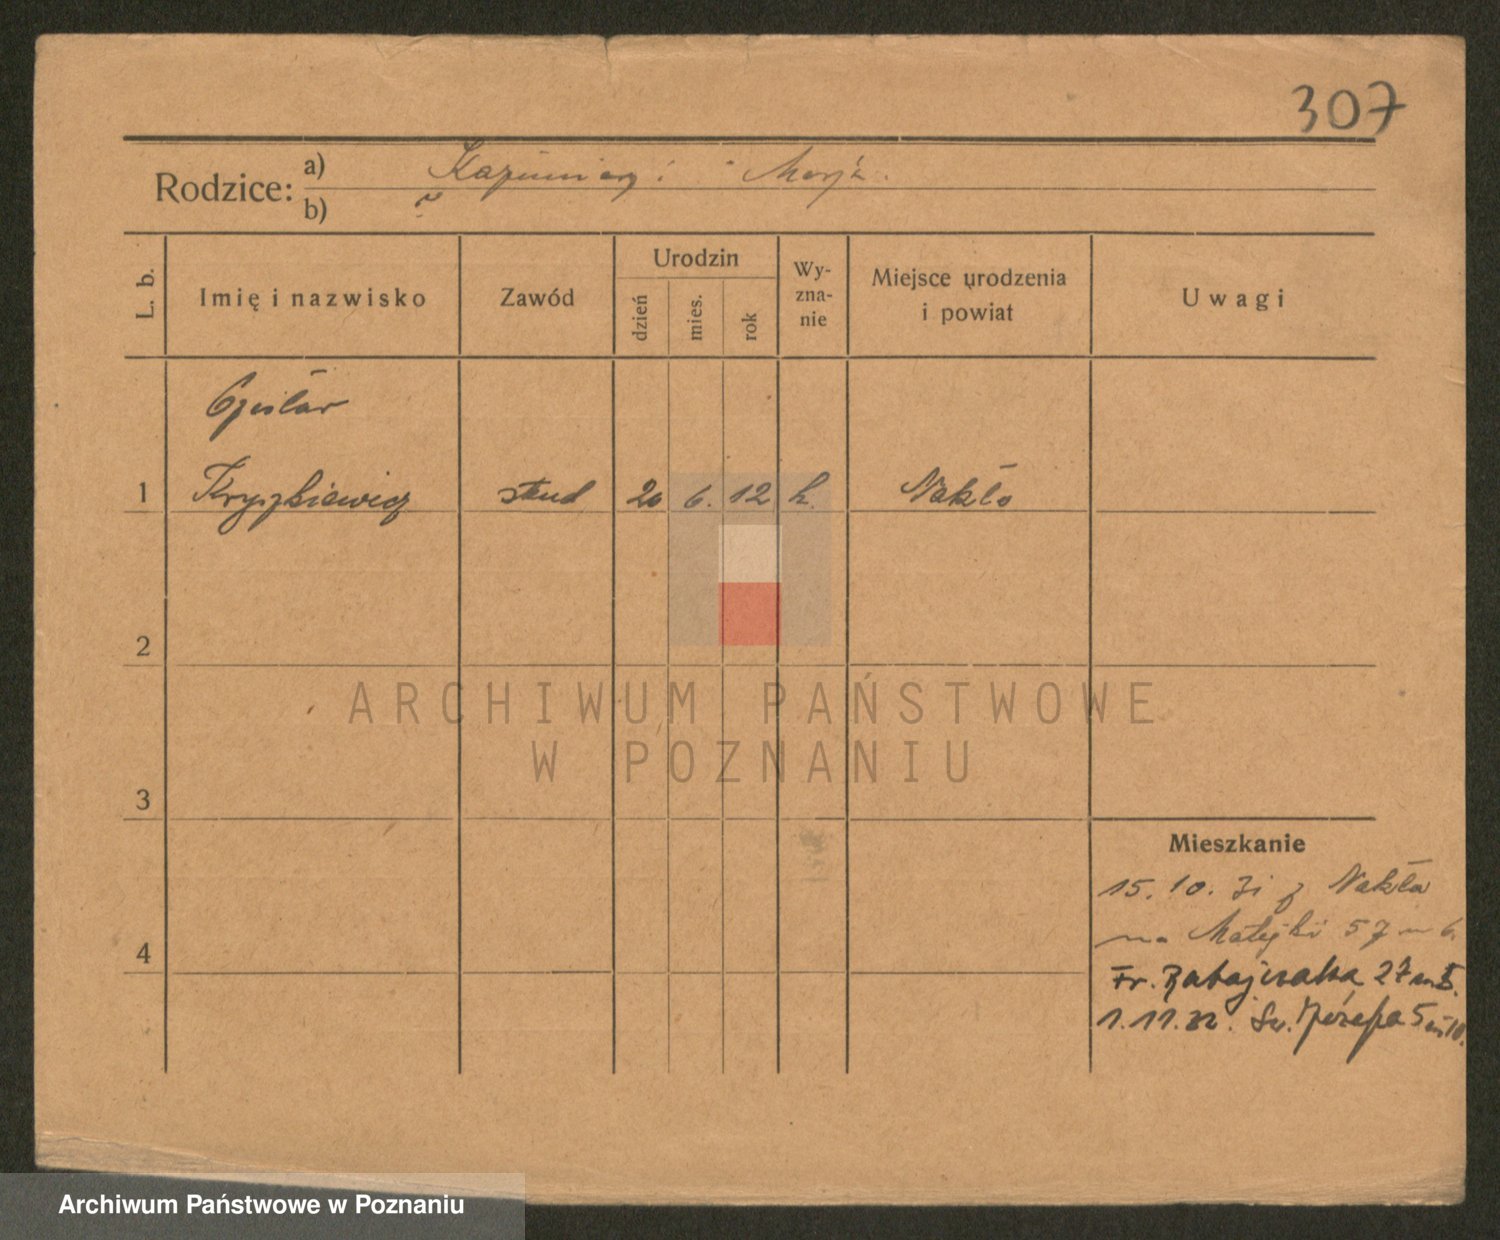 307
Rodzice: a) Kazimierz i Marja.
b)
L. b.
Imię i nazwisko
Zawód
Urodzin
dzień
mies.
rok
Wy-
zna-
nie
Miejsce urodzenia
i powiat
Uwagi
Czesław
1 Kryszkiewicz stud 20 6. 12 k. Nakło
2
3
4
Mieszkanie
15. 10. 31 z Nakła
na Matejki 57 m 6.
Fr. Ratajczaka 27 m 5.
1. 11. 32. Św. Józefa 5 m 10.
ARCHIWUM PAŃSTWOWE
W POZNANIU
Archiwum Państwowe w Poznaniu